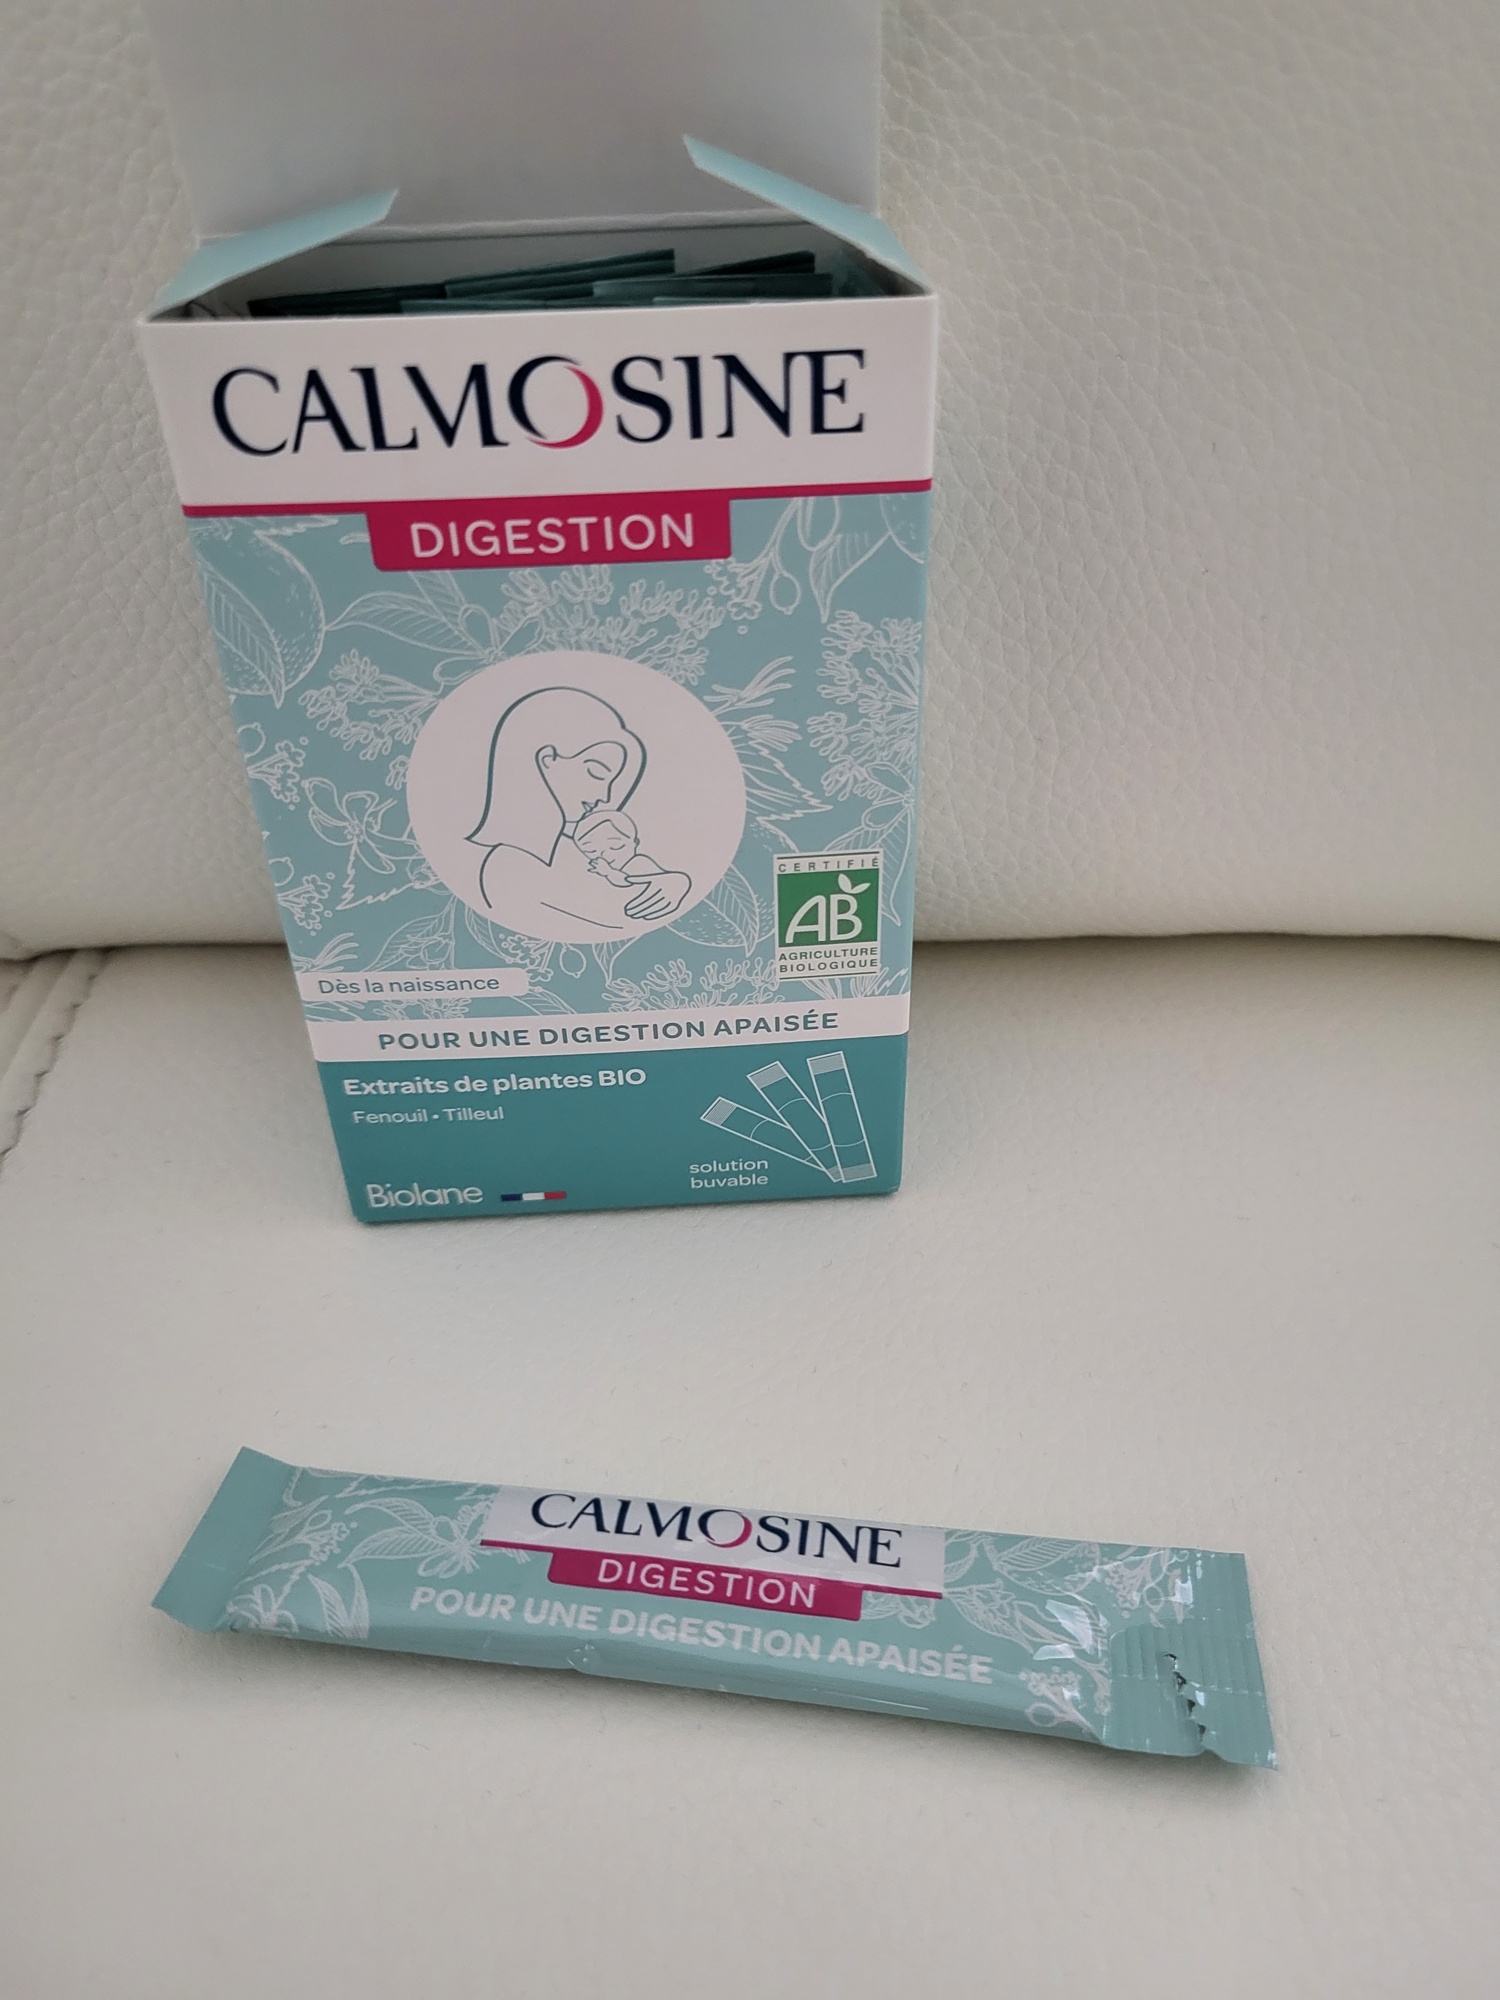 CALMOSINE
DIGESTION
CERTIFIÉ
AB
AGRICULTURE
BIOLOGIQUE
Dès la naissance
POUR UNE DIGESTION APAISÉE
Extraits de plantes BIO
Fenouil • Tilleul
solution
buvable
Biolane
CALMOSINE
DIGESTION
POUR UNE DIGESTION APAISÉE